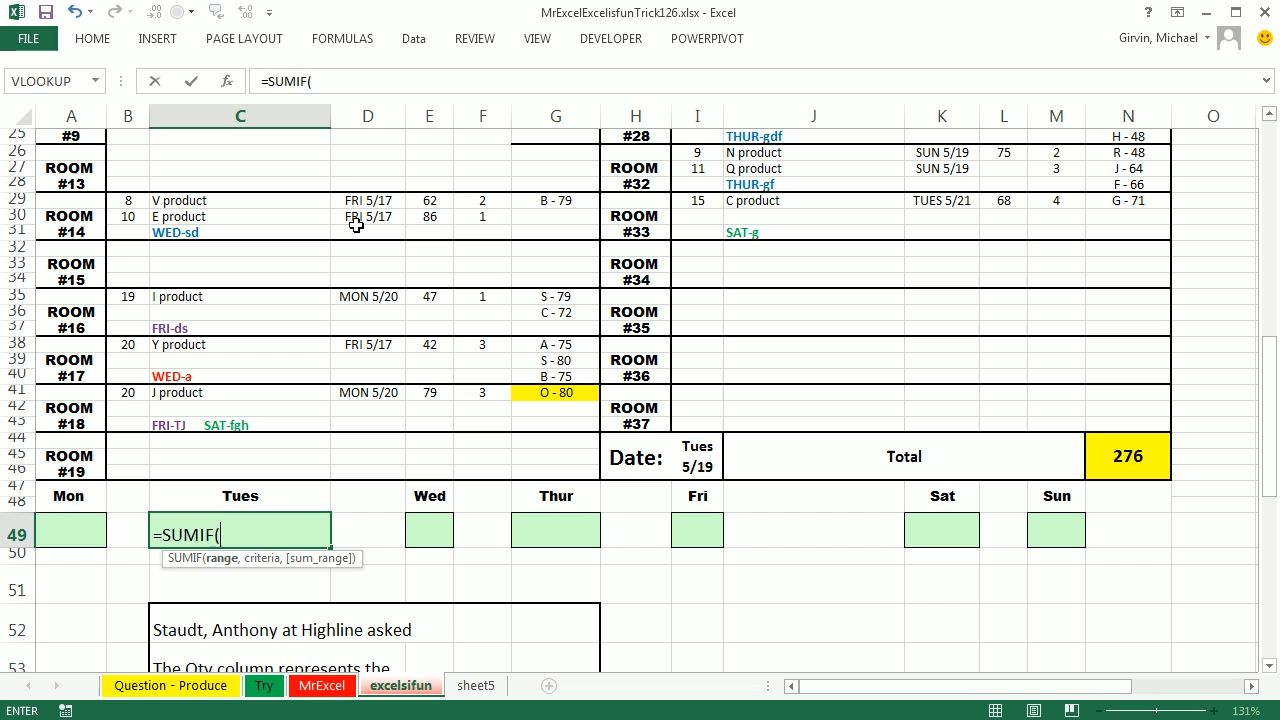 MrExcelExcelisfunTrick126.xlsx - Excel
FILE HOME INSERT PAGE LAYOUT FORMULAS Data REVIEW VIEW DEVELOPER POWERPIVOT Girvin, Michael
VLOOKUP fx =SUMIF(
A B C D E F G H I J K L M N O
25 #9 #28 THUR-gdf H - 48
26 9 N product SUN 5/19 75 2 R - 48
27 ROOM ROOM 11 Q product SUN 5/19 3 J - 64
28 #13 #32 THUR-gf F - 66
29 8 V product FRI 5/17 62 2 B - 79 15 C product TUES 5/21 68 4 G - 71
30 ROOM 10 E product FRI 5/17 86 1 ROOM
31 #14 WED-sd #33 SAT-g
32
33 ROOM ROOM
34 #15 #34
35 19 I product MON 5/20 47 1 S - 79
36 ROOM C - 72 ROOM
37 #16 FRI-ds #35
38 20 Y product FRI 5/17 42 3 A - 75
39 ROOM S - 80 ROOM
40 #17 WED-a B - 75 #36
41 20 J product MON 5/20 79 3 O - 80
42 ROOM ROOM
43 #18 FRI-TJ SAT-fgh #37
44
45 ROOM Date: Tues 5/19 Total 276
46 #19
47
48 Mon Tues Wed Thur Fri Sat Sun
49 =SUMIF(
50 SUMIF(range, criteria, [sum_range])
51
52 Staudt, Anthony at Highline asked
53 The Qty column represents the
Question - Produce Try MrExcel excelsifun sheet5
ENTER 131%